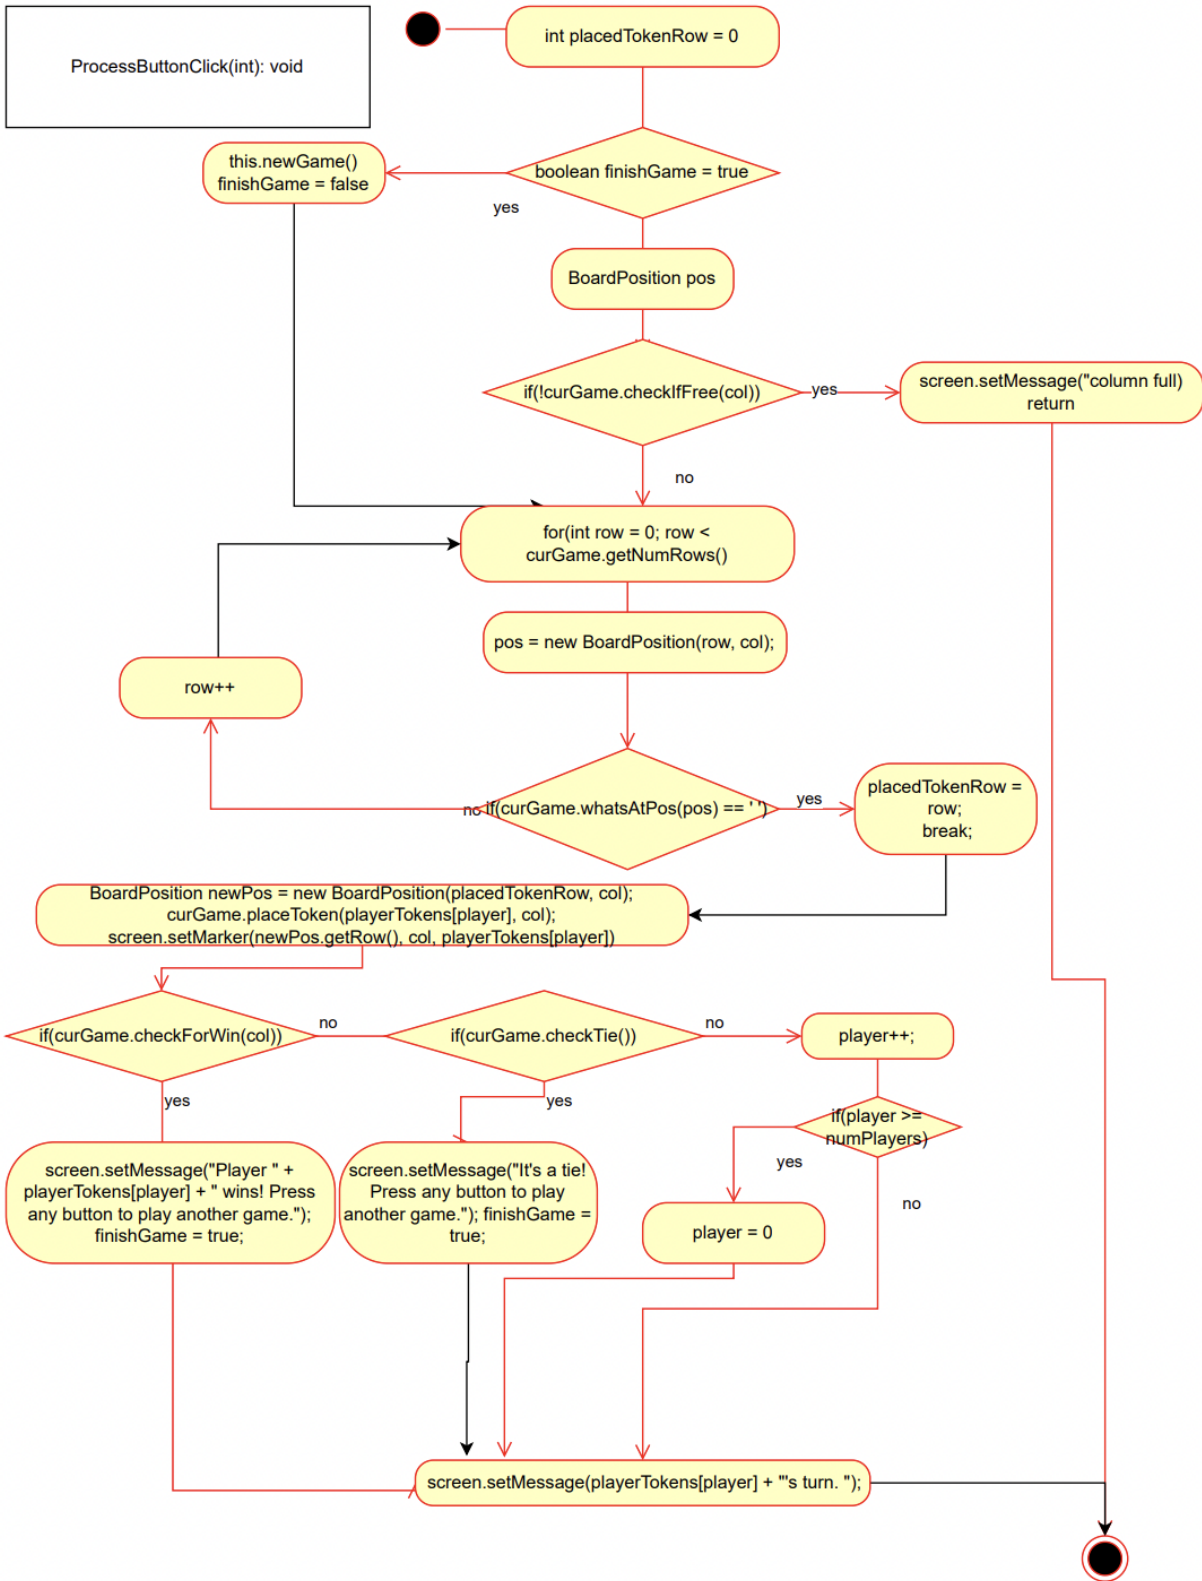 ProcessButtonClick(int): void
int placedTokenRow = 0
this.newGame()
finishGame = false
boolean finishGame = true
yes
BoardPosition pos
if(!curGame.checkIfFree(col))
yes
screen.setMessage("column full)
return
no
for(int row = 0; row <
curGame.getNumRows()
pos = new BoardPosition(row, col);
row++
no
if(curGame.whatsAtPos(pos) == ' ')
yes
placedTokenRow =
row;
break;
BoardPosition newPos = new BoardPosition(placedTokenRow, col);
curGame.placeToken(playerTokens[player], col);
screen.setMarker(newPos.getRow(), col, playerTokens[player])
if(curGame.checkForWin(col))
no
if(curGame.checkTie())
no
player++;
yes
yes
if(player >=
numPlayers)
yes
no
screen.setMessage("Player " +
playerTokens[player] + " wins! Press
any button to play another game.");
finishGame = true;
screen.setMessage("It's a tie!
Press any button to play
another game."); finishGame =
true;
player = 0
screen.setMessage(playerTokens[player] + "'s turn. ");